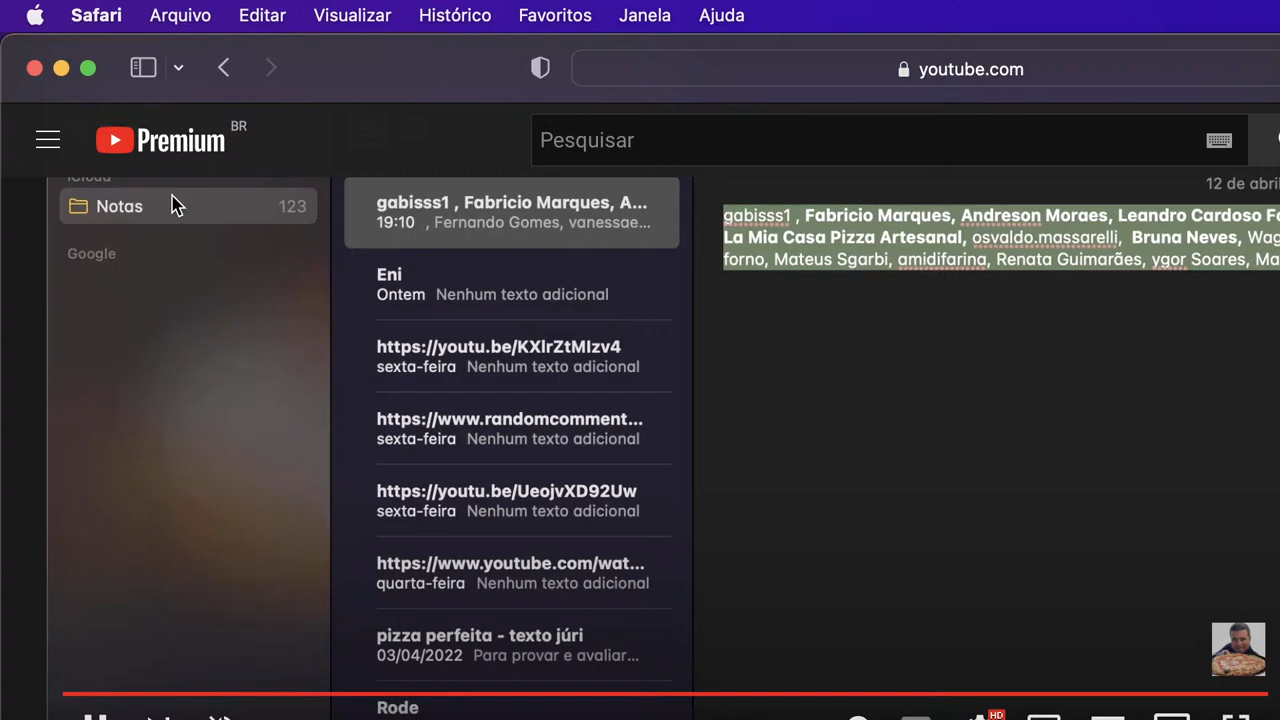 Safari Arquivo Editar Visualizar Histórico Favoritos Janela Ajuda
youtube.com
Premium BR
Pesquisar
iCloud
Notas 123
Google
gabisss1 , Fabricio Marques, A...
19:10 , Fernando Gomes, vanessae...
Eni
Ontem Nenhum texto adicional
https://youtu.be/KXlrZtMIzv4
sexta-feira Nenhum texto adicional
https://www.randomcomment...
sexta-feira Nenhum texto adicional
https://youtu.be/UeojvXD92Uw
sexta-feira Nenhum texto adicional
https://www.youtube.com/wat...
quarta-feira Nenhum texto adicional
pizza perfeita - texto júri
03/04/2022 Para provar e avaliar...
Rode
12 de abril
gabisss1 , Fabricio Marques, Andreson Moraes, Leandro Cardoso Fo
La Mia Casa Pizza Artesanal, osvaldo.massarelli, Bruna Neves, Wag
forno, Mateus Sgarbi, amidifarina, Renata Guimarães, ygor Soares, Ma
HD